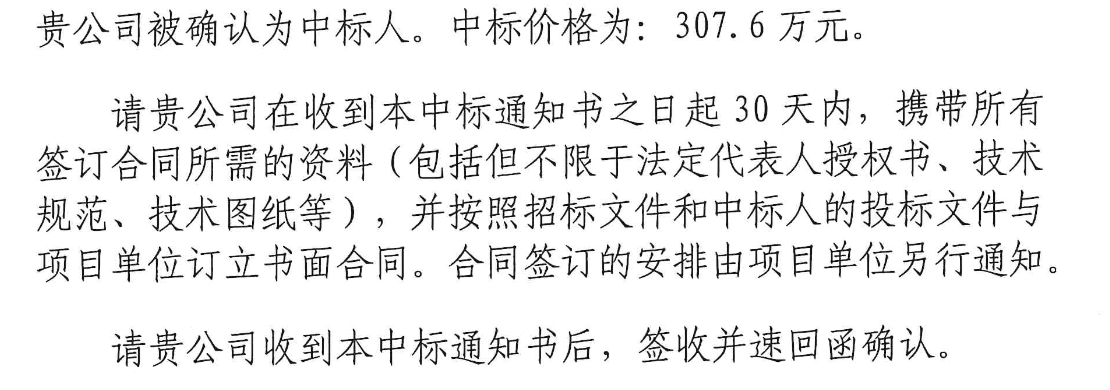 贵公司被确认为中标人。中标价格为：307.6 万元。
请贵公司在收到本中标通知书之日起 30 天内，携带所有
签订合同所需的资料（包括但不限于法定代表人授权书、技术
规范、技术图纸等），并按照招标文件和中标人的投标文件与
项目单位订立书面合同。合同签订的安排由项目单位另行通知。
请贵公司收到本中标通知书后，签收并速回函确认。